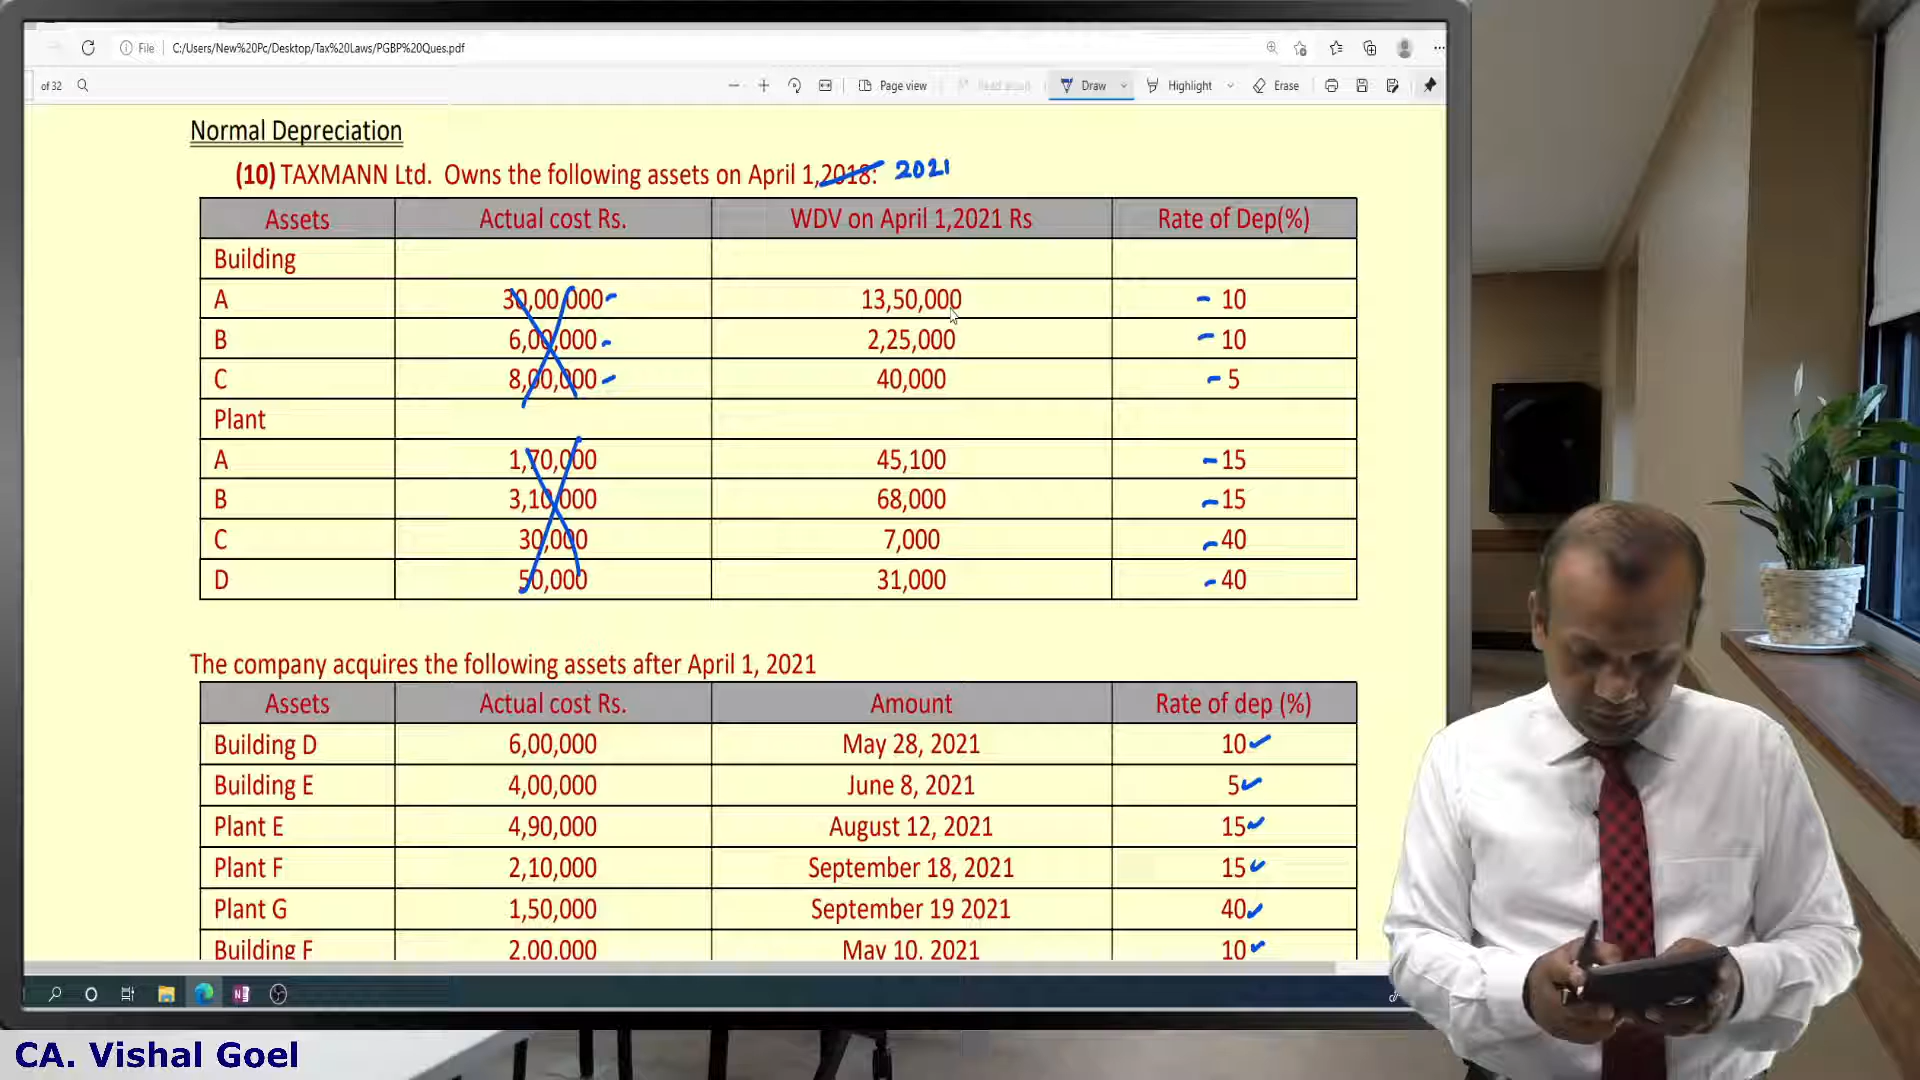 File C:/Users/New%20Pc/Desktop/Tax%20Laws/PGBP%20Ques.pdf
of 32 Page view Read aloud Draw Highlight Erase
Normal Depreciation
(10) TAXMANN Ltd. Owns the following assets on April 1,2018: 2021
Assets Actual cost Rs. WDV on April 1,2021 Rs Rate of Dep(%)
Building
A 30,00,000 13,50,000 10
B 6,00,000 2,25,000 10
C 8,00,000 40,000 5
Plant
A 1,70,000 45,100 15
B 3,10,000 68,000 15
C 30,000 7,000 40
D 50,000 31,000 40
The company acquires the following assets after April 1, 2021
Assets Actual cost Rs. Amount Rate of dep (%)
Building D 6,00,000 May 28, 2021 10
Building E 4,00,000 June 8, 2021 5
Plant E 4,90,000 August 12, 2021 15
Plant F 2,10,000 September 18, 2021 15
Plant G 1,50,000 September 19 2021 40
Building F 2,00,000 May 10, 2021 10
CA. Vishal Goel